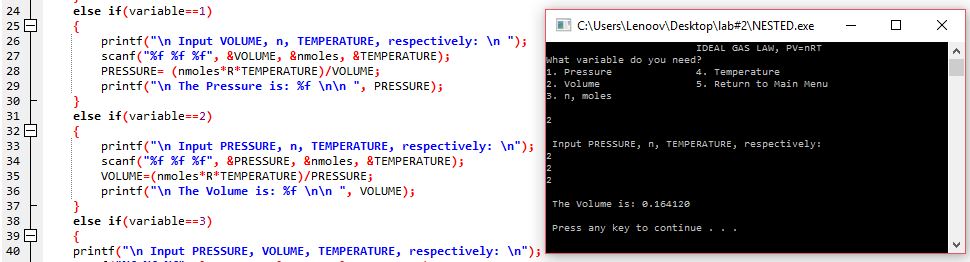 24 else if(variable==1)
25 {
26 printf("\n Input VOLUME, n, TEMPERATURE, respectively: \n ");
27 scanf("%f %f %f", &VOLUME, &nmoles, &TEMPERATURE);
28 PRESSURE= (nmoles*R*TEMPERATURE)/VOLUME;
29 printf("\n The Pressure is: %f \n\n ", PRESSURE);
30 }
31 else if(variable==2)
32 {
33 printf("\n Input PRESSURE, n, TEMPERATURE, respectively: \n");
34 scanf("%f %f %f", &PRESSURE, &nmoles, &TEMPERATURE);
35 VOLUME=(nmoles*R*TEMPERATURE)/PRESSURE;
36 printf("\n The Volume is: %f \n\n ", VOLUME);
37 }
38 else if(variable==3)
39 {
40 printf("\n Input PRESSURE, VOLUME, TEMPERATURE, respectively: \n");
C:\Users\Lenoov\Desktop\lab#2\NESTED.exe
IDEAL GAS LAW, PV=nRT
What variable do you need?
1. Pressure 4. Temperature
2. Volume 5. Return to Main Menu
3. n, moles
2
Input PRESSURE, n, TEMPERATURE, respectively:
2
2
2
The Volume is: 0.164120
Press any key to continue . . .